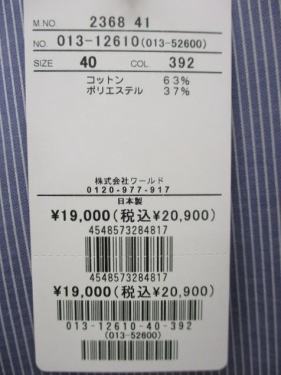 M.NO. 2368 41
NO. 013-12610(013-52600)
SIZE 40 COL 392
コットン 63%
ポリエステル 37%
株式会社ワールド
0120-977-917
日本製
¥19,000(税込¥20,900)
4548573284817
4548573284817
¥19,000(税込¥20,900)
013-12610-40-392
(013-52600)